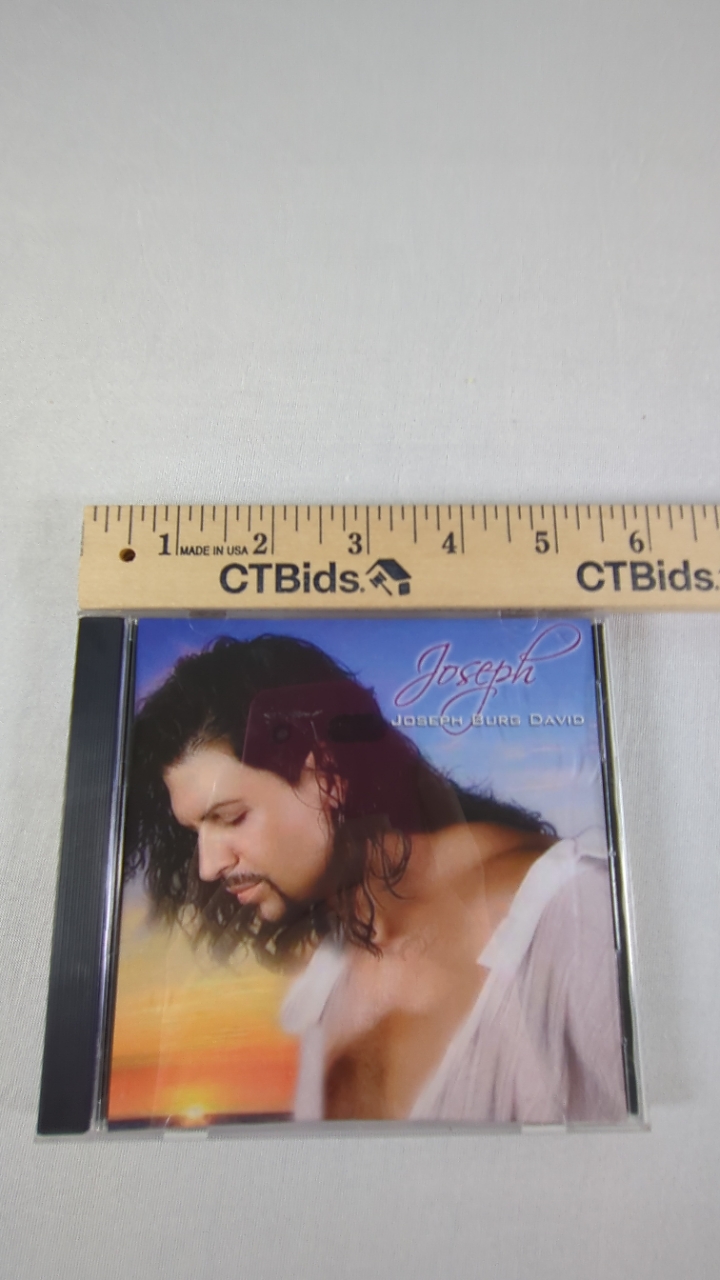 1 2 3 4 5 6
MADE IN USA
CTBids. CTBids.
Joseph
JOSEPH BURG DAVID